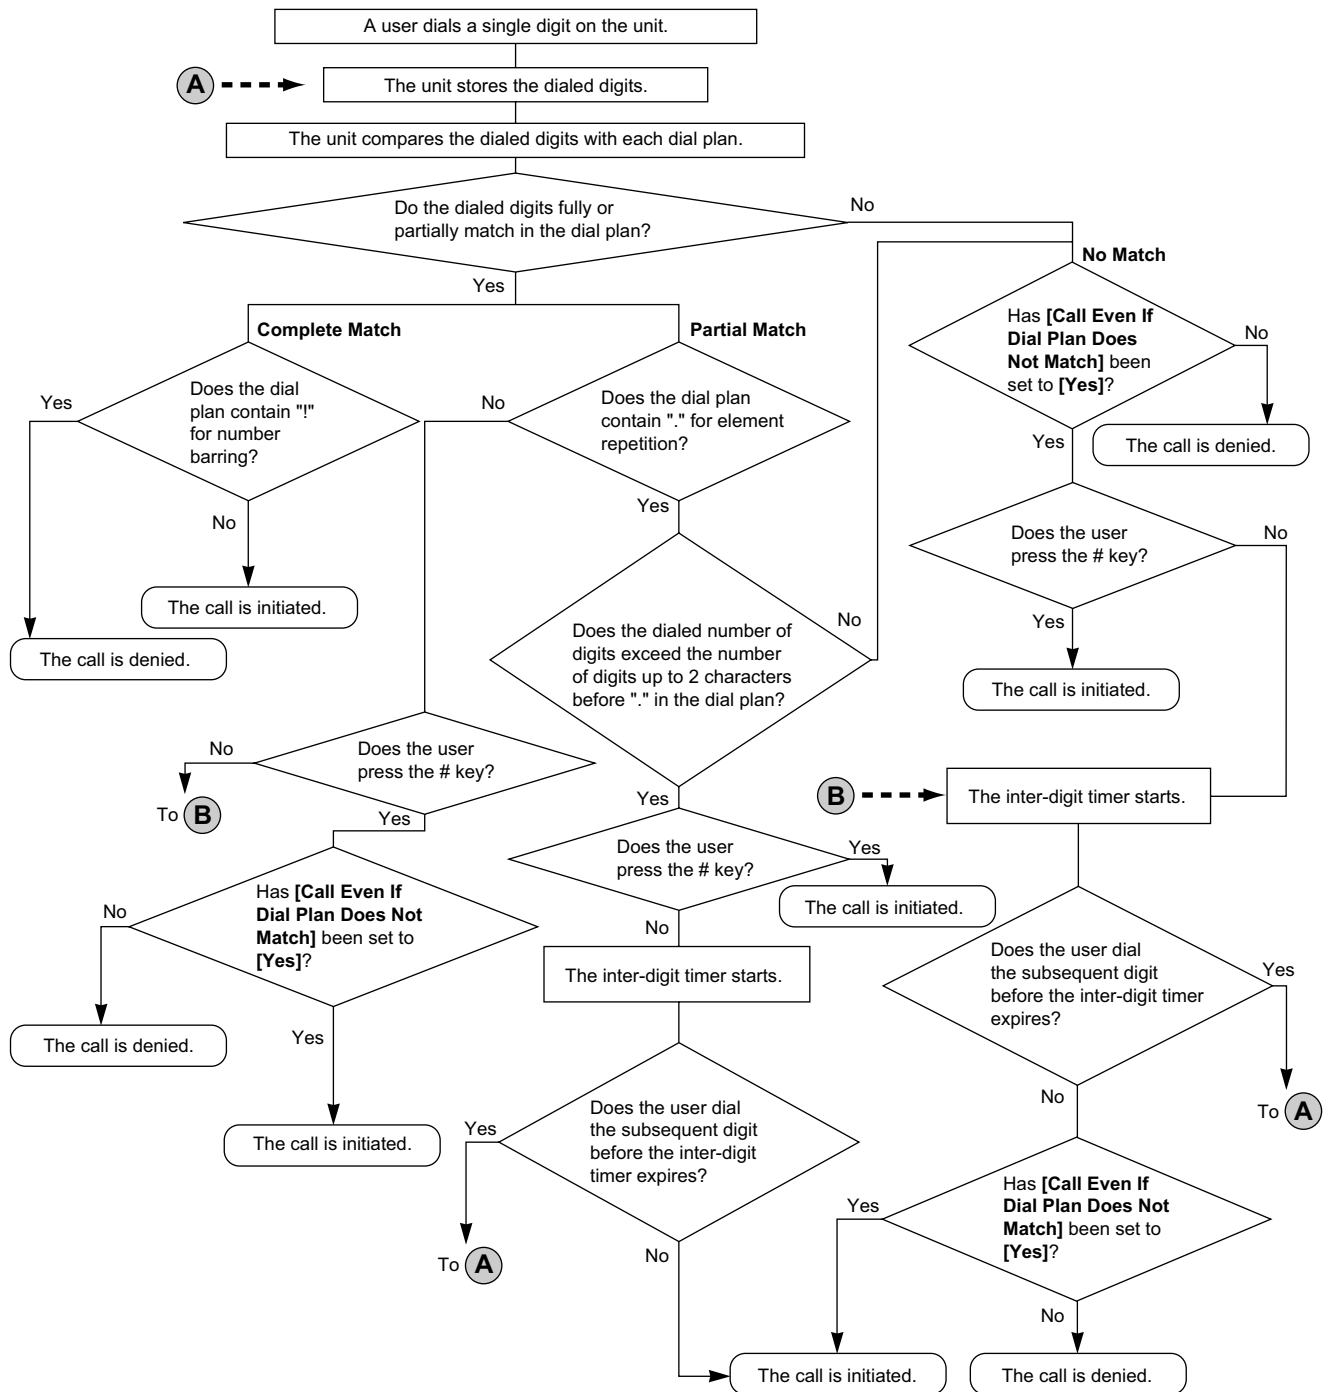 A user dials a single digit on the unit.
A
The unit stores the dialed digits.
The unit compares the dialed digits with each dial plan.
Do the dialed digits fully or
partially match in the dial plan?
No
Yes
No Match
Complete Match
Partial Match
Has [Call Even If
Dial Plan Does
Not Match] been
set to [Yes]?
No
Yes
The call is denied.
Yes
Does the dial
plan contain "!"
for number
barring?
No
The call is initiated.
The call is denied.
No
Does the dial plan
contain "." for element
repetition?
Yes
Does the user
press the # key?
No
Yes
The call is initiated.
Does the dialed number of
digits exceed the number
of digits up to 2 characters
before "." in the dial plan?
No
Yes
No
Does the user
press the # key?
To B
Yes
B
The inter-digit timer starts.
Does the user
press the # key?
Yes
The call is initiated.
No
Has [Call Even If
Dial Plan Does Not
Match] been set to
[Yes]?
No
The call is denied.
Yes
The call is initiated.
The inter-digit timer starts.
Does the user dial
the subsequent digit
before the inter-digit timer
expires?
Yes
To A
No
Does the user dial
the subsequent digit
before the inter-digit
timer expires?
Yes
To A
No
Has [Call Even If
Dial Plan Does Not
Match] been set to
[Yes]?
Yes
No
The call is initiated.
The call is denied.